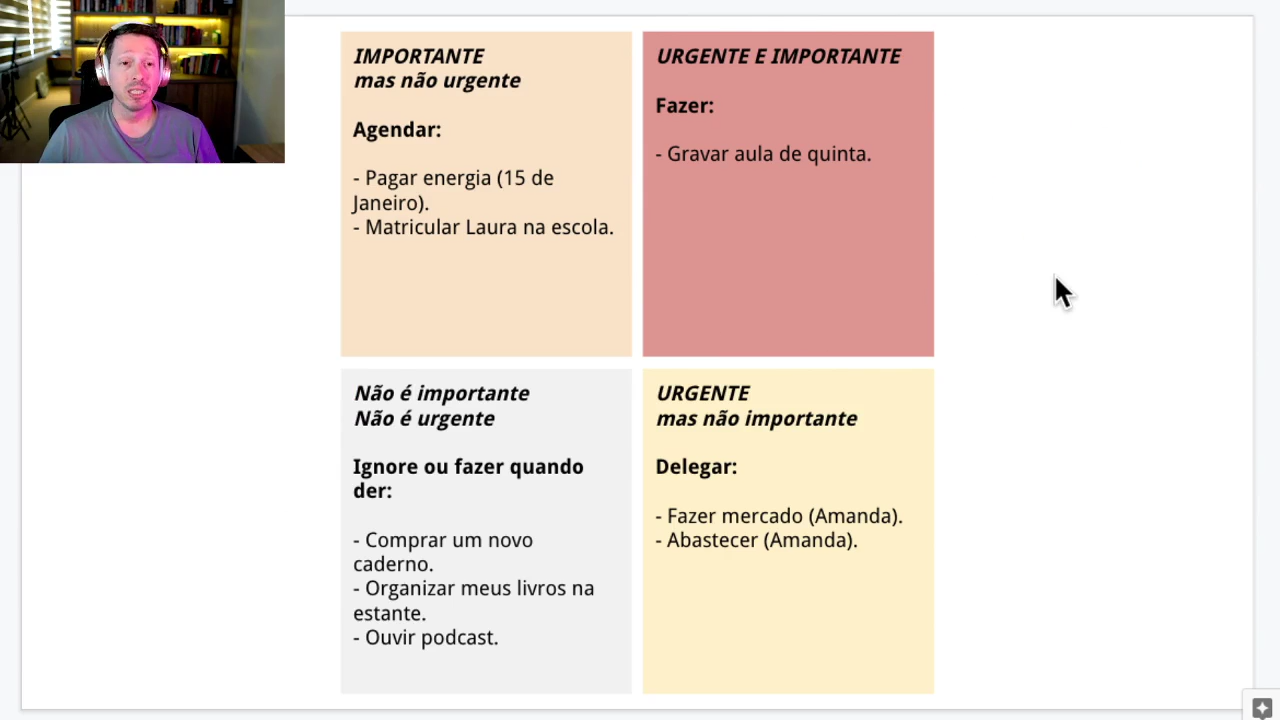 IMPORTANTE
mas não urgente
Agendar:
- Pagar energia (15 de
Janeiro).
- Matricular Laura na escola.
URGENTE E IMPORTANTE
Fazer:
- Gravar aula de quinta.
Não é importante
Não é urgente
Ignore ou fazer quando
der:
- Comprar um novo
caderno.
- Organizar meus livros na
estante.
- Ouvir podcast.
URGENTE
mas não importante
Delegar:
- Fazer mercado (Amanda).
- Abastecer (Amanda).